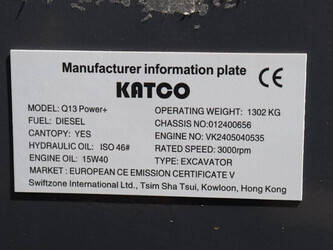 Manufacturer information plate
CE
KATCO
MODEL: Q13 Power+ OPERATING WEIGHT: 1302 KG
FUEL: DIESEL CHASSIS NO:012400656
CANTOPY: YES ENGINE NO: VK2405040535
HYDRAULIC OIL: ISO 46# RATED SPEED: 3000rpm
ENGINE OIL: 15W40 TYPE: EXCAVATOR
MARKET : EUROPEAN CE EMISSION CERTIFICATE V
Swiftzone International Ltd., Tsim Sha Tsui, Kowloon, Hong Kong